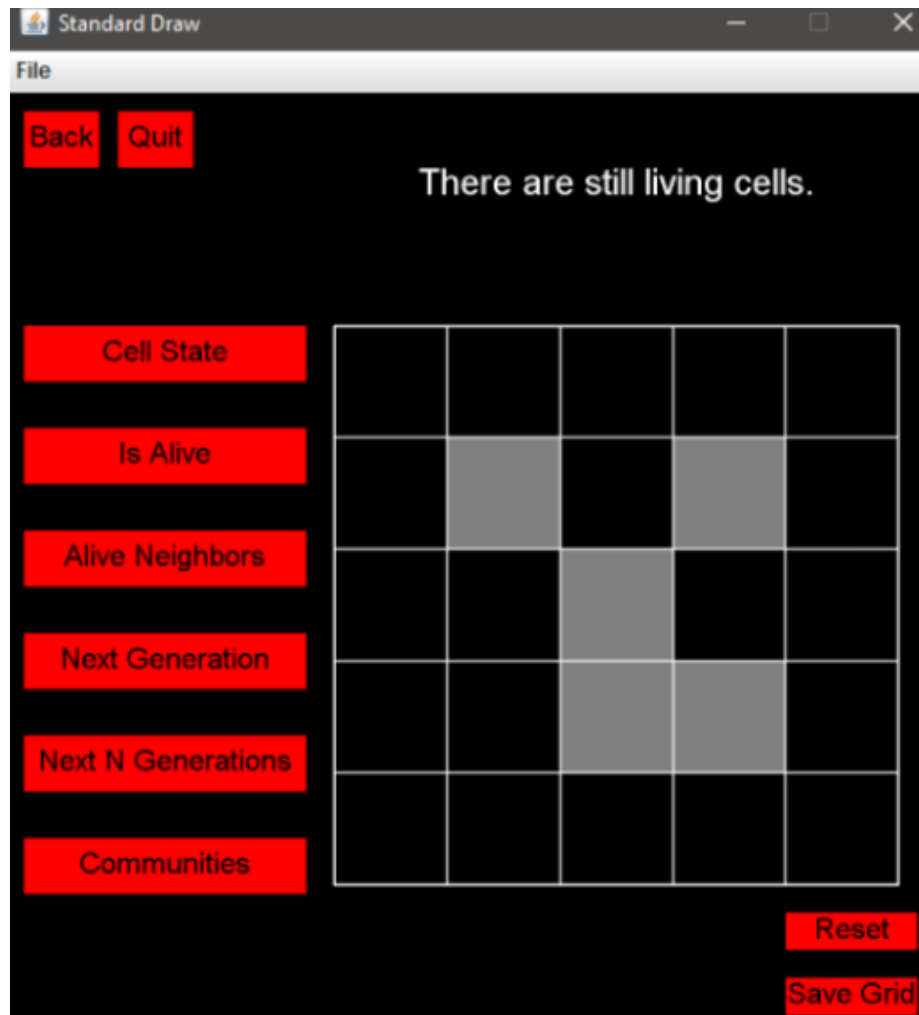 Standard Draw
File
Back Quit
There are still living cells.
Cell State
Is Alive
Alive Neighbors
Next Generation
Next N Generations
Communities
Reset
Save Grid